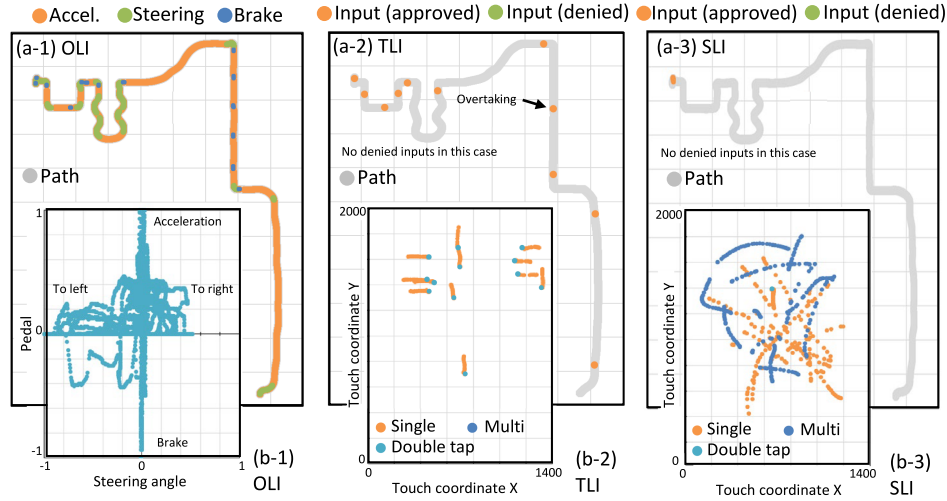 Accel. Steering Brake
Input (approved) Input (denied)
Input (approved) Input (denied)
(a-1) OLI
Path
1
Acceleration
To left
To right
Pedal
0
Brake
-1
-1
0
1
Steering angle
(b-1)
OLI
(a-2) TLI
Overtaking
No denied inputs in this case
Path
2000
Touch coordinate Y
Single Multi
Double tap
0
0
1400
Touch coordinate X
(b-2)
TLI
(a-3) SLI
No denied inputs in this case
Path
2000
Touch coordinate Y
Single Multi
Double tap
0
0
1400
Touch coordinate X
(b-3)
SLI